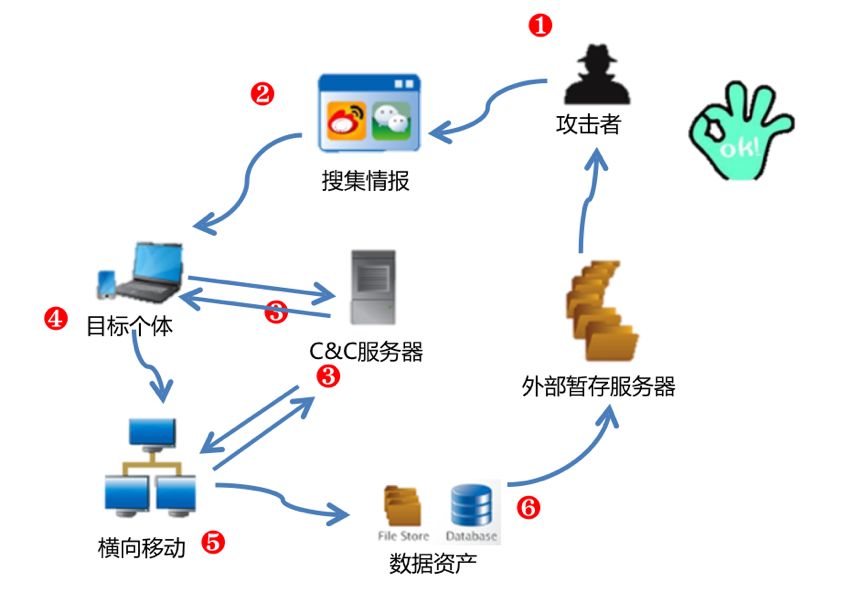 ❶
攻击者
ok!
❷
搜集情报
目标个体
❹
❸
C&C服务器
❸
外部暂存服务器
横向移动
❺
File Store
Database
❻
数据资产